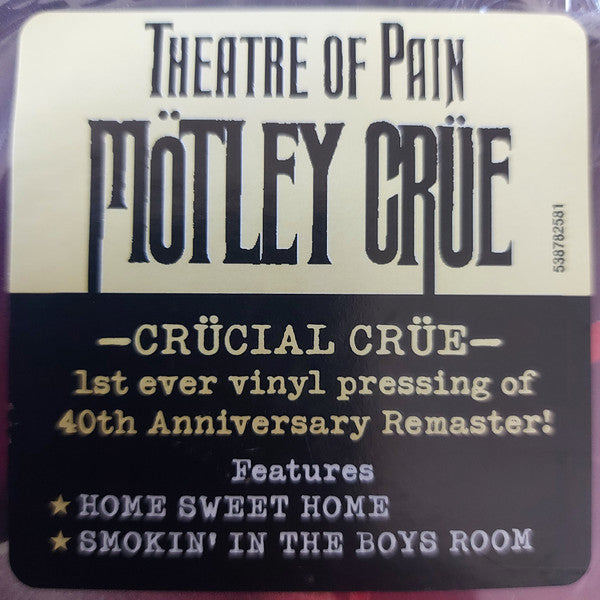 THEATRE OF PAIN
MÖTLEY CRÜE
538782581
—CRÜCIAL CRÜE—
1st ever vinyl pressing of
40th Anniversary Remaster!
Features
★ HOME SWEET HOME
★ SMOKIN' IN THE BOYS ROOM